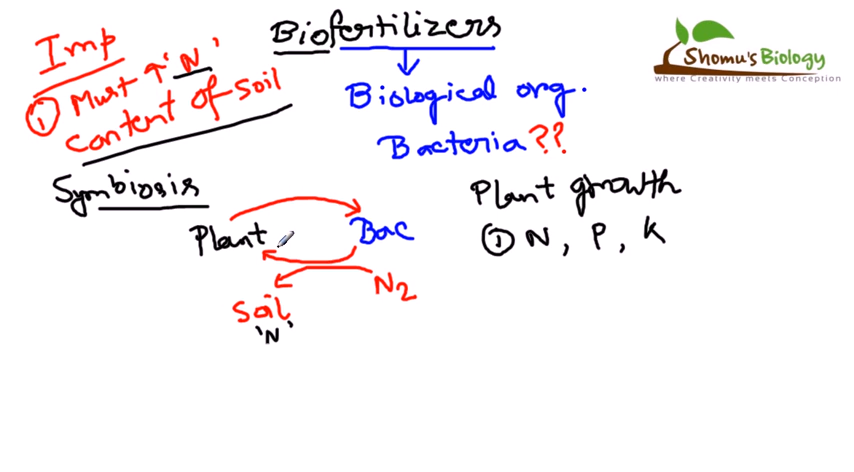 Biofertilizers
Imp
① Must ↑ 'N'
content of soil
Biological org.
Bacteria ??
Shomu's Biology
Where Creativity meets Conception
Symbiosis
Plant growth
Plant Bac
① N, P, K
N2
Soil
'N'